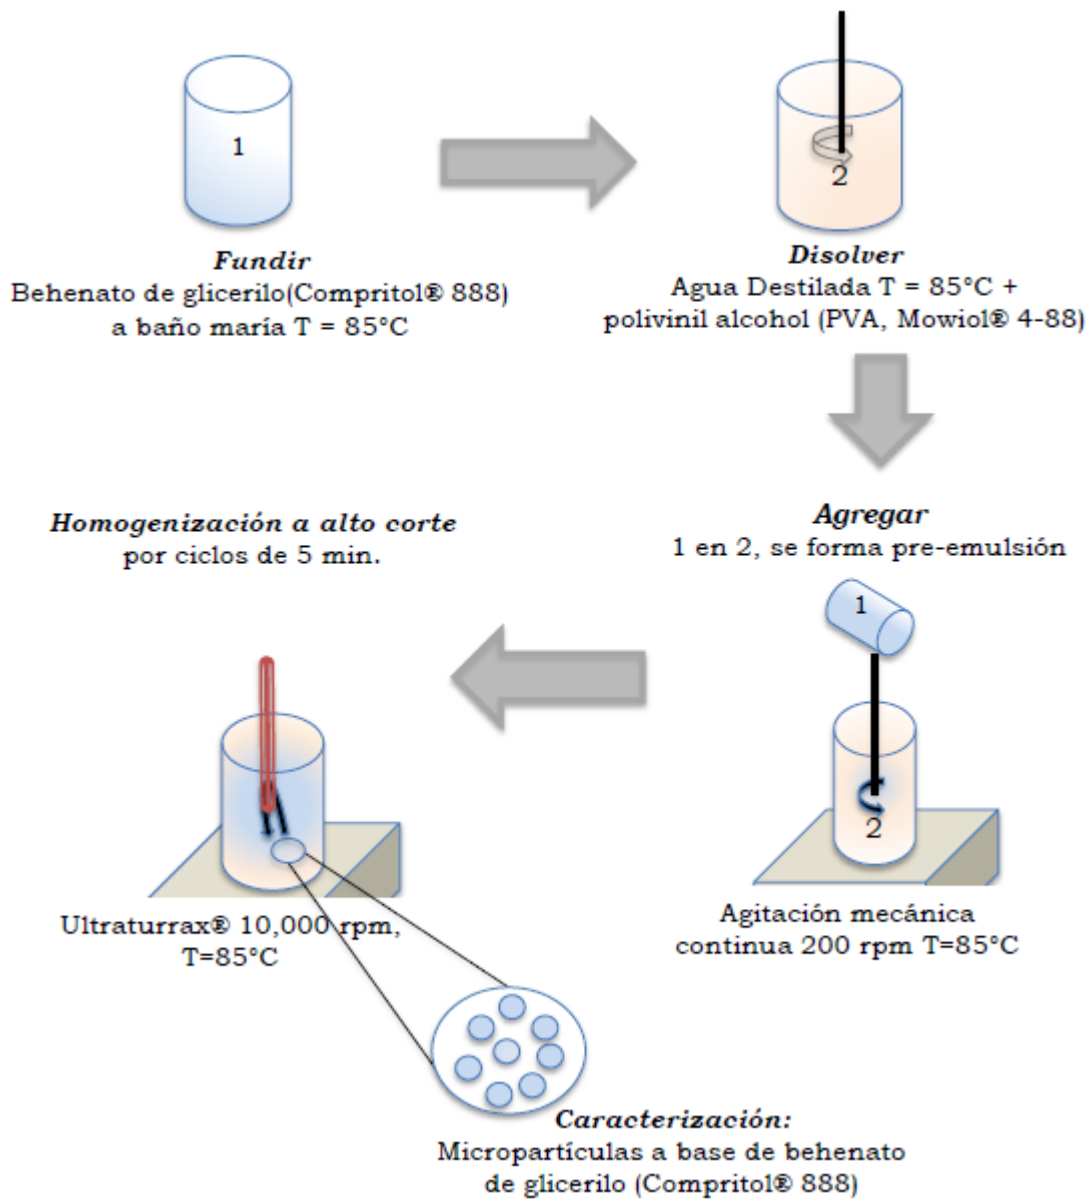 1
Fundir
Behenato de glicerilo(Compritol® 888)
a baño maría T = 85°C
2
Disolver
Agua Destilada T = 85°C +
polivinil alcohol (PVA, Mowiol® 4-88)
Agregar
1 en 2, se forma pre-emulsión
1
2
Agitación mecánica
continua 200 rpm T=85°C
Homogenización a alto corte
por ciclos de 5 min.
Ultraturrax® 10,000 rpm,
T=85°C
Caracterización:
Micropartículas a base de behenato
de glicerilo (Compritol® 888)